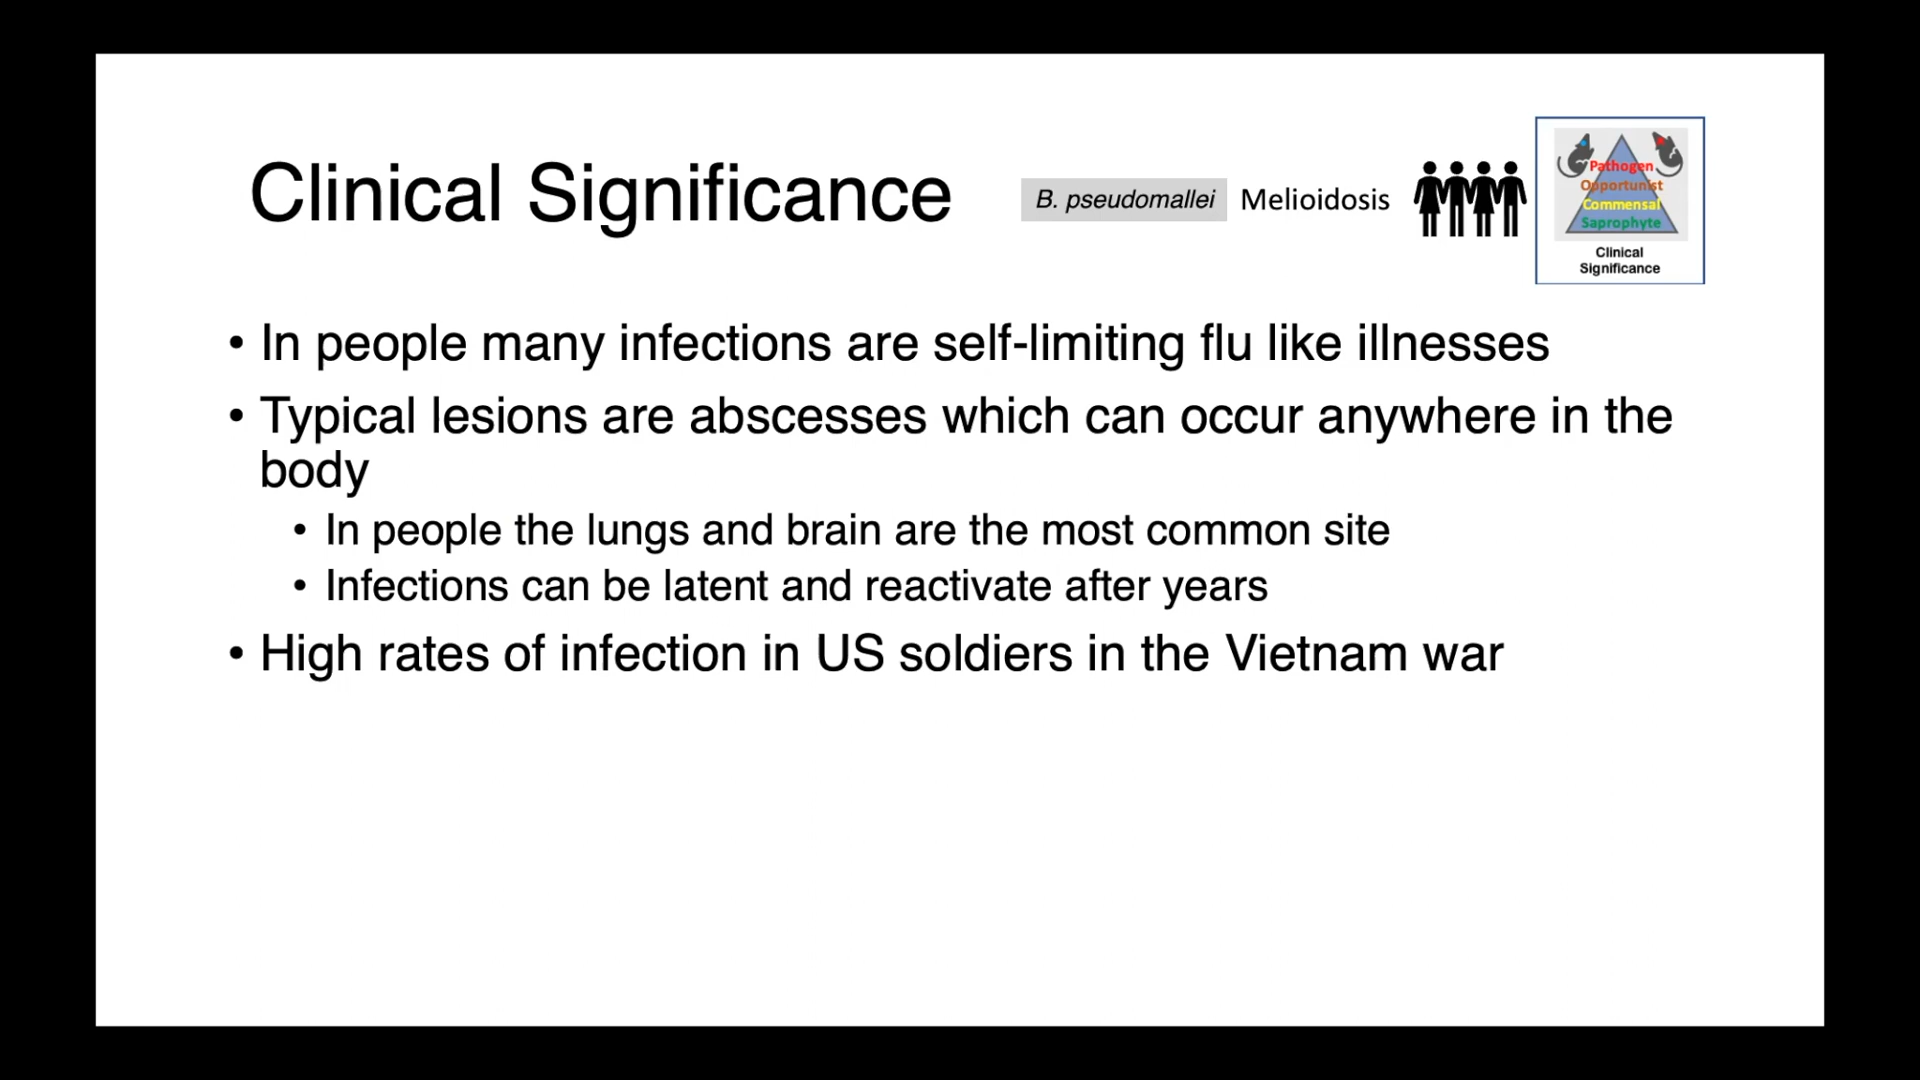 Clinical Significance
B. pseudomallei Melioidosis
Pathogen
Opportunist
Commensal
Saprophyte
Clinical
Significance
• In people many infections are self-limiting flu like illnesses
• Typical lesions are abscesses which can occur anywhere in the
body
• In people the lungs and brain are the most common site
• Infections can be latent and reactivate after years
• High rates of infection in US soldiers in the Vietnam war